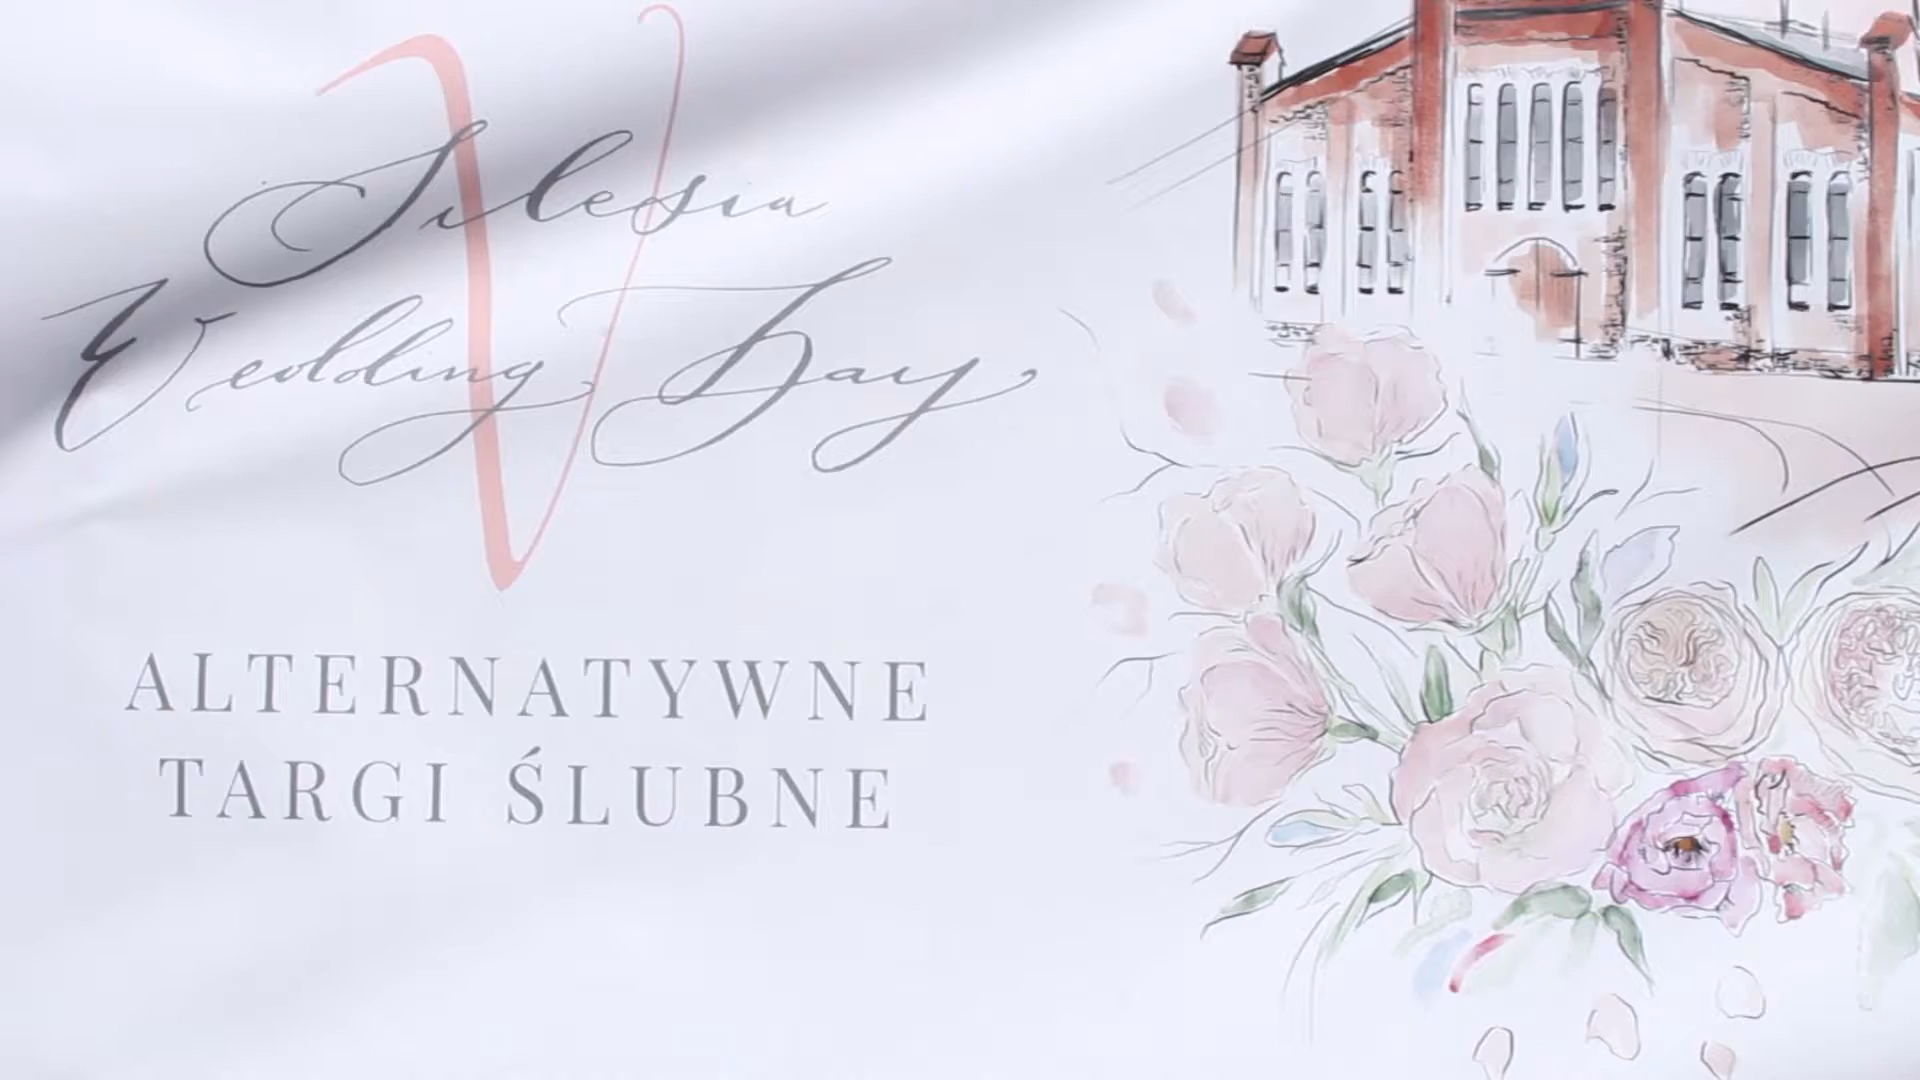 V
Silesia
Wedding Day
ALTERNATYWNE
TARGI ŚLUBNE